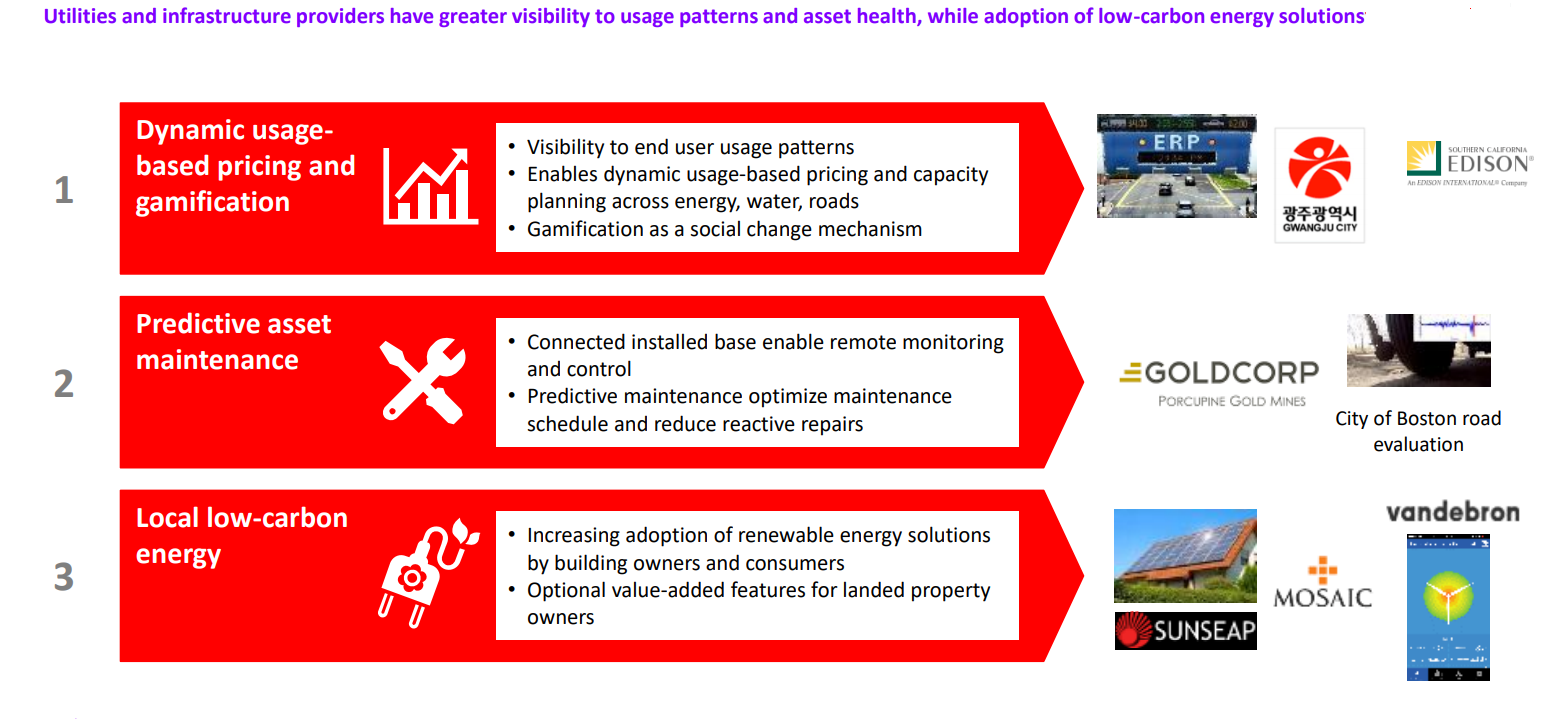 Utilities and infrastructure providers have greater visibility to usage patterns and asset health, while adoption of low-carbon energy solutions
1
Dynamic usage-
based pricing and
gamification
• Visibility to end user usage patterns
• Enables dynamic usage-based pricing and capacity
planning across energy, water, roads
• Gamification as a social change mechanism
ERP
광주광역시
GWANGJU CITY
SOUTHERN CALIFORNIA
EDISON®
An EDISON INTERNATIONAL® Company
2
Predictive asset
maintenance
• Connected installed base enable remote monitoring
and control
• Predictive maintenance optimize maintenance
schedule and reduce reactive repairs
GOLDCORP
PORCUPINE GOLD MINES
City of Boston road
evaluation
3
Local low-carbon
energy
• Increasing adoption of renewable energy solutions
by building owners and consumers
• Optional value-added features for landed property
owners
SUNSEAP
MOSAIC
vandebron